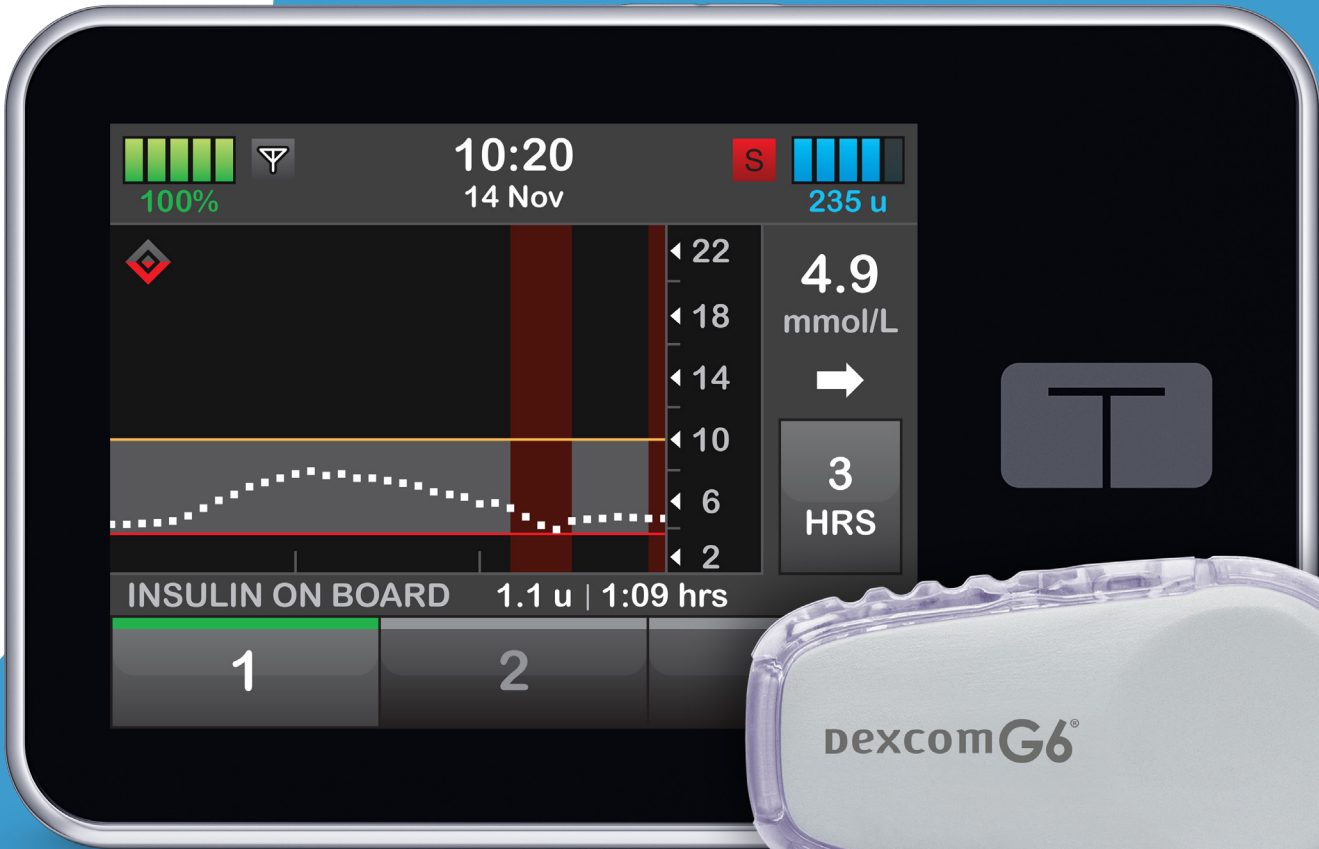 10:20
S
100%
14 Nov
235 u
22
18
14
10
6
2
4.9
mmol/L
3
HRS
INSULIN ON BOARD 1.1 u | 1:09 hrs
1
2
T
Dexcom G6®